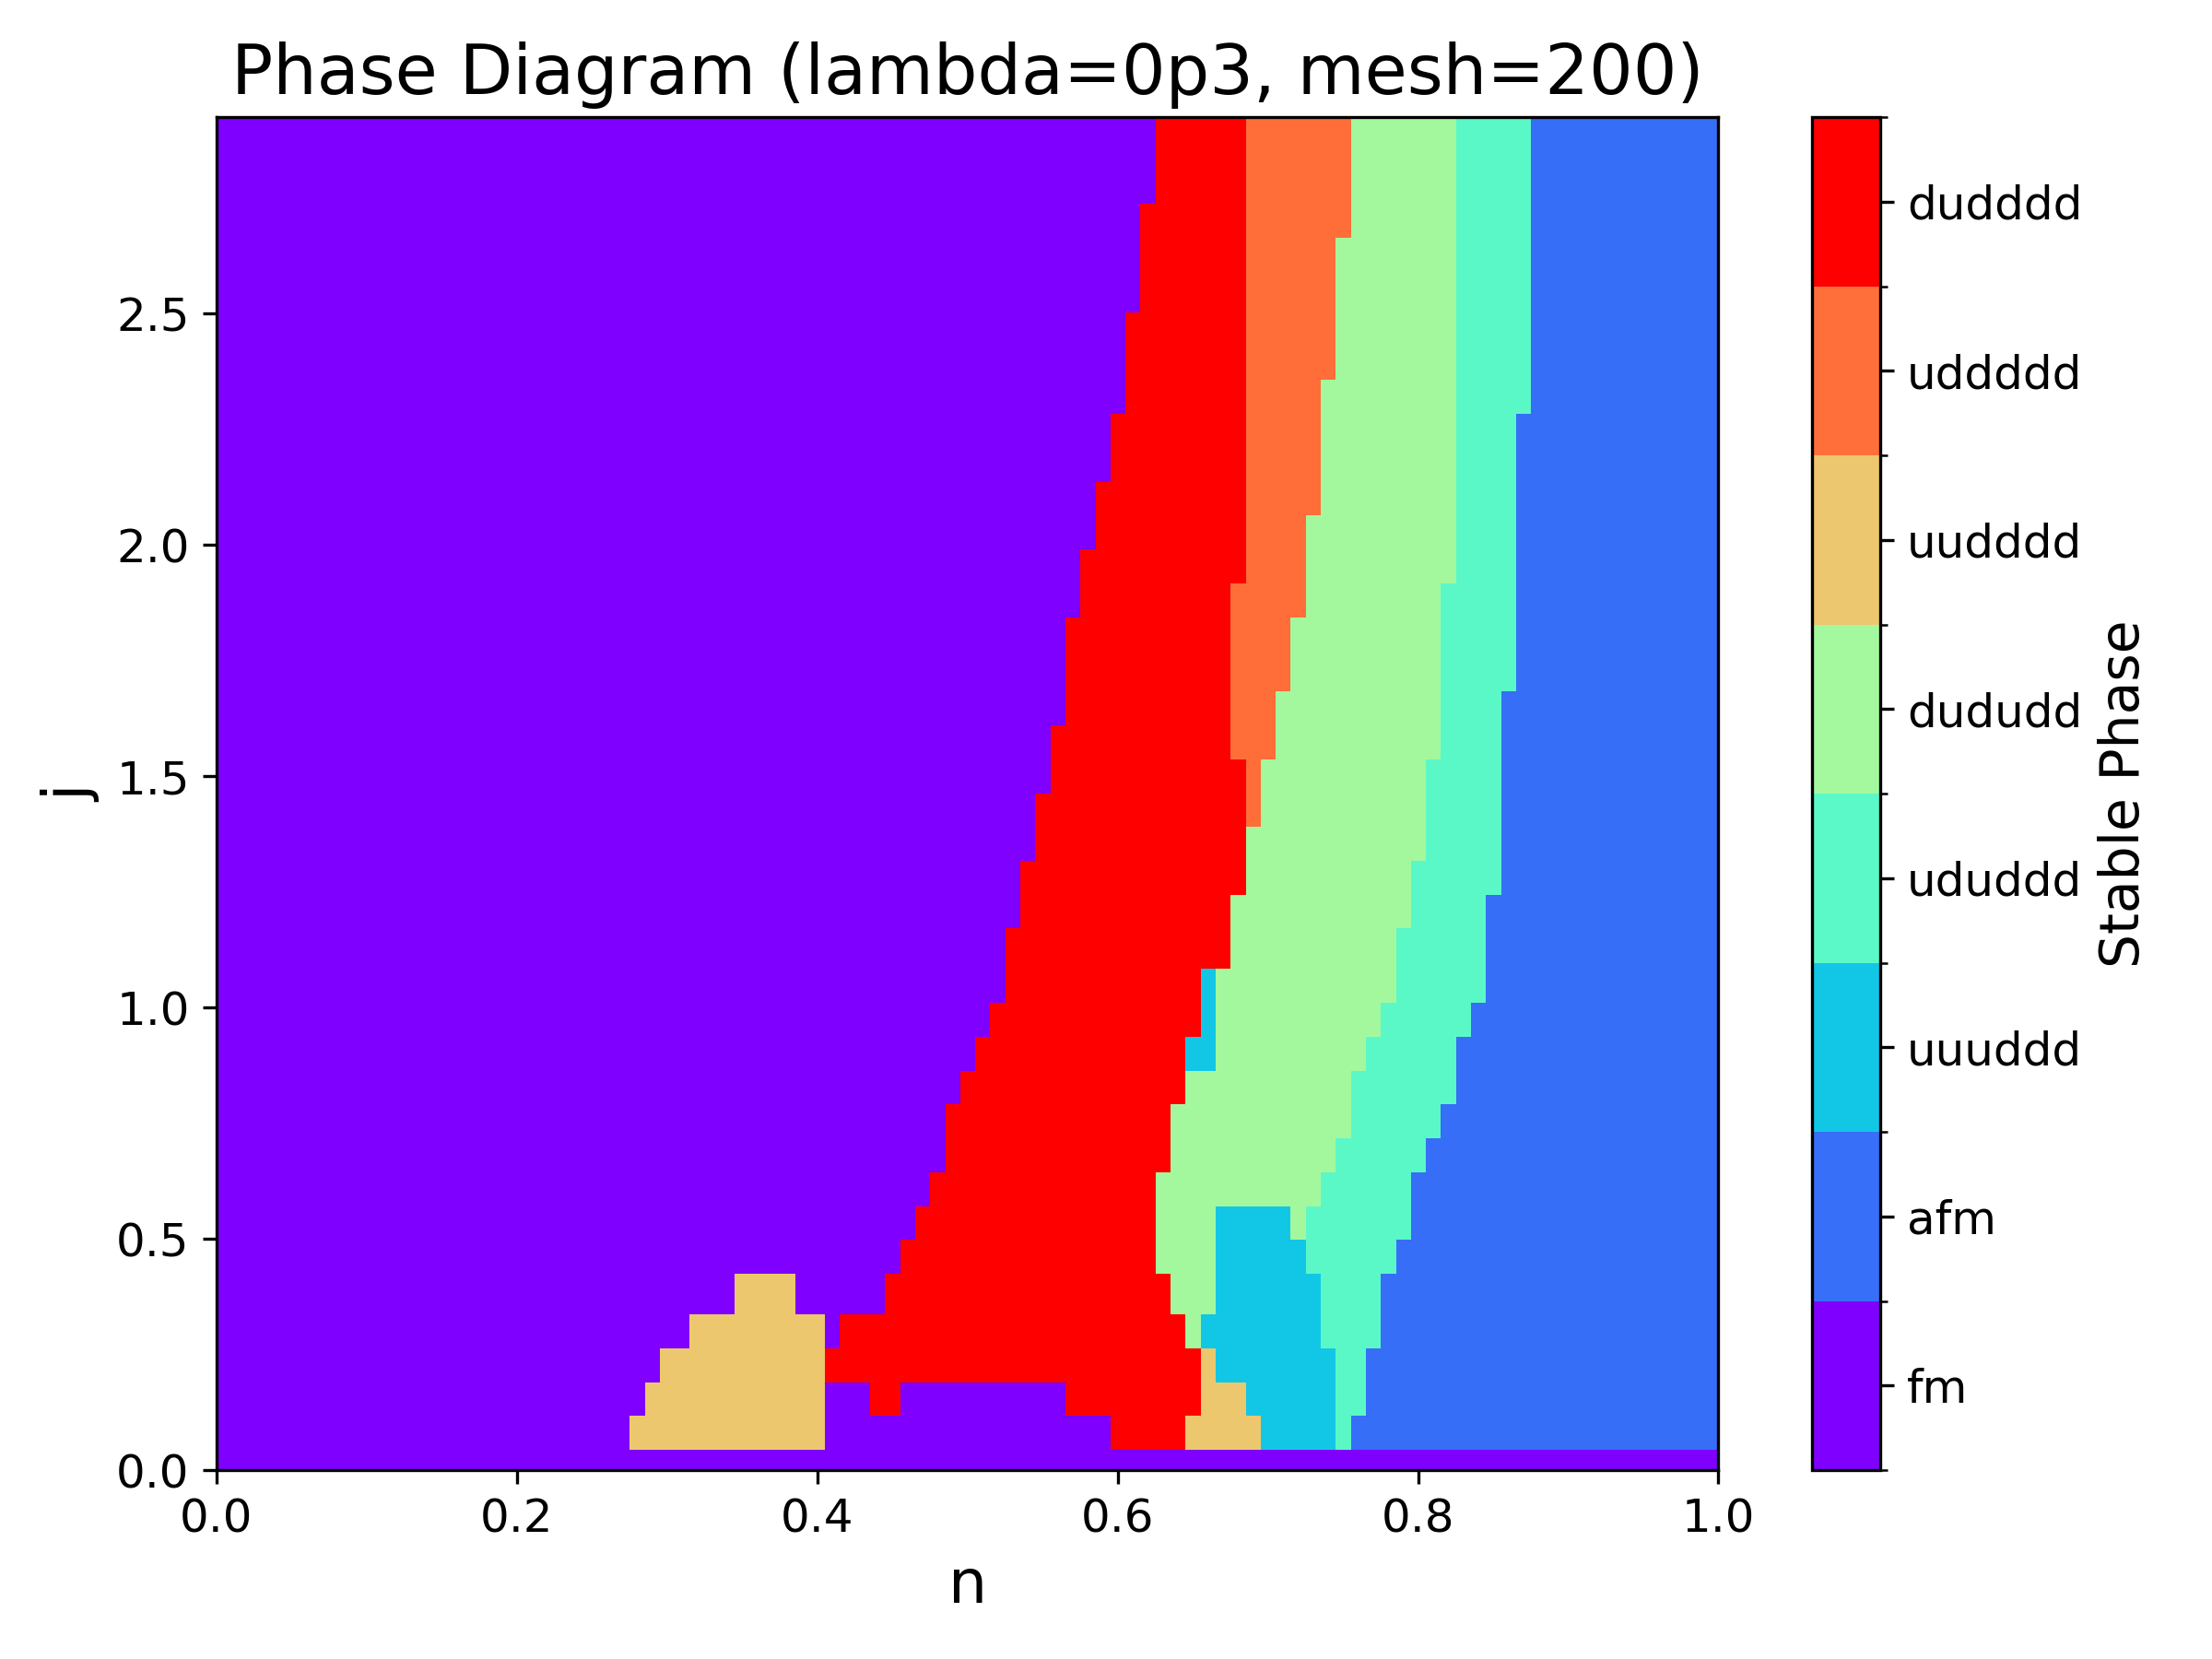 Phase Diagram (lambda=0p3, mesh=200)
j
2.5
2.0
1.5
1.0
0.5
0.0
0.0 0.2 0.4 0.6 0.8 1.0
n
dudddd
uddddd
uudddd
dududd
ududdd
uuuddd
afm
fm
Stable Phase